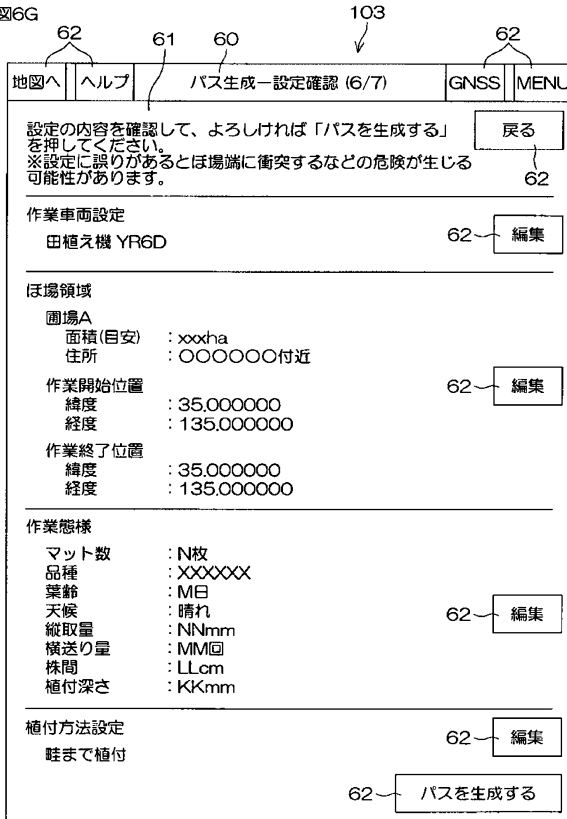 図6G
103
62
61
60
62
地図へ ヘルプ パス生成ー設定確認 (6/7) GNSS MENU
設定の内容を確認して、よろしければ「パスを生成する」
を押してください。
※設定に誤りがあるとほ場端に衝突するなどの危険が生じる
可能性があります。
戻る
62
作業車両設定
田植え機 YR6D
62 編集
ほ場領域
圃場A
面積(目安) : xxxha
住所 : 〇〇〇〇〇〇付近
作業開始位置
62 編集
緯度 : 35.000000
経度 : 135.000000
作業終了位置
緯度 : 35.000000
経度 : 135.000000
作業態様
マット数 : N枚
品種 : XXXXXX
葉齢 : M日
天候 : 晴れ
62 編集
縦取量 : NNmm
横送り量 : MM回
株間 : LLcm
植付深さ : KKmm
植付方法設定
62 編集
畦まで植付
62 パスを生成する